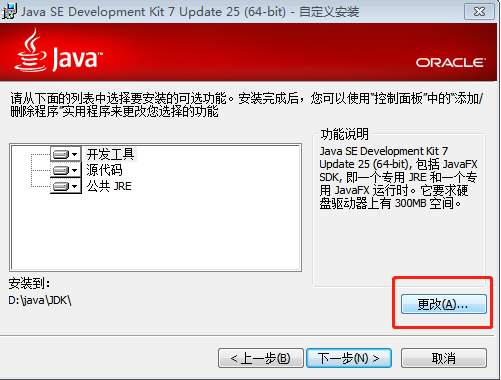 Java SE Development Kit 7 Update 25 (64-bit) - 自定义安装
Java™
ORACLE
请从下面的列表中选择要安装的可选功能。安装完成后，您可以使用“控制面板”中的“添加/
删除程序”实用程序来更改您选择的功能
开发工具
源代码
公共 JRE
功能说明
Java SE Development Kit 7
Update 25 (64-bit), 包括 JavaFX
SDK, 即一个专用 JRE 和一个专
用 JavaFX 运行时。它要求硬
盘驱动器上有 300MB 空间。
安装到:
D:\java\JDK\
更改(A)...
< 上一步(B)
下一步(N) >
取消